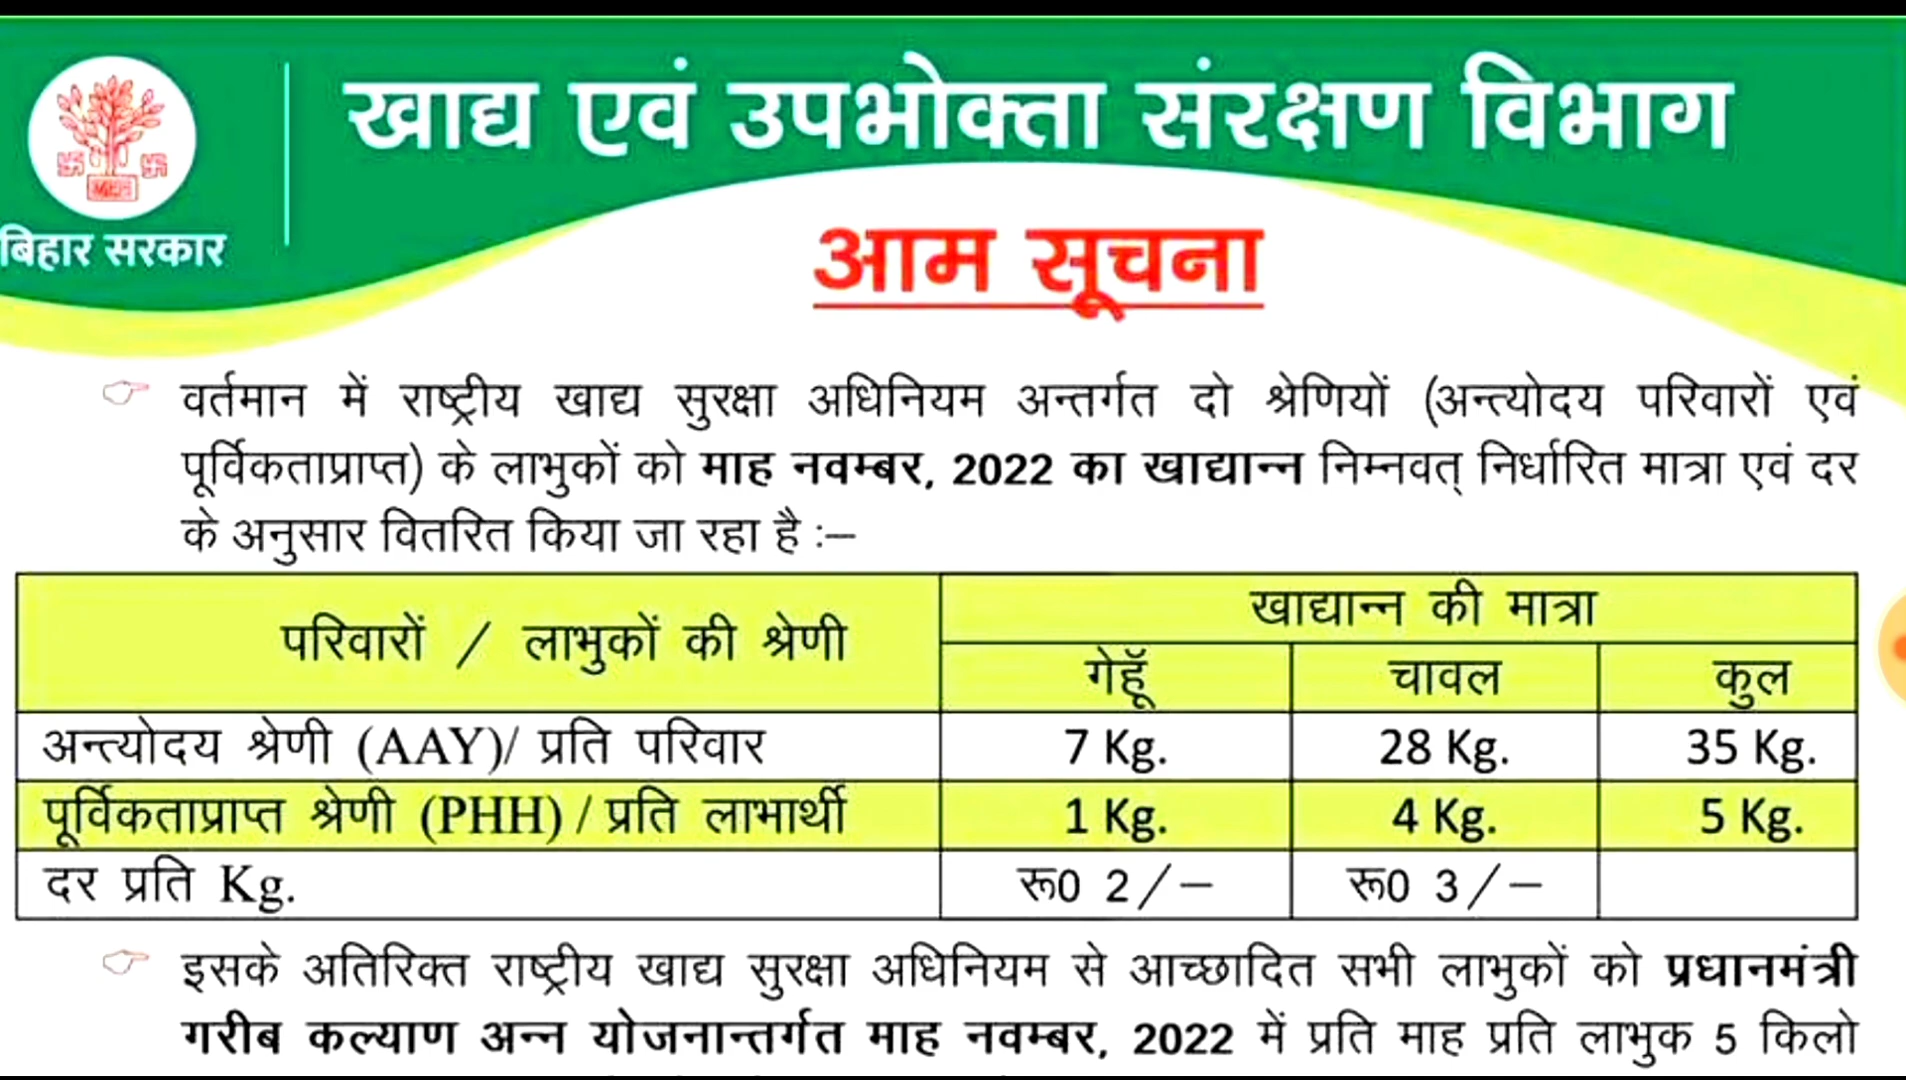 खाद्य एवं उपभोक्ता संरक्षण विभाग
बिहार सरकार
आम सूचना
वर्तमान में राष्ट्रीय खाद्य सुरक्षा अधिनियम अन्तर्गत दो श्रेणियों (अन्त्योदय परिवारों एवं
पूर्विकताप्राप्त) के लाभुकों को माह नवम्बर, 2022 का खाद्यान्न निम्नवत् निर्धारित मात्रा एवं दर
के अनुसार वितरित किया जा रहा है :–
परिवारों / लाभुकों की श्रेणी
खाद्यान्न की मात्रा
गेहूँ चावल कुल
अन्त्योदय श्रेणी (AAY)/ प्रति परिवार 7 Kg. 28 Kg. 35 Kg.
पूर्विकताप्राप्त श्रेणी (PHH) / प्रति लाभार्थी 1 Kg. 4 Kg. 5 Kg.
दर प्रति Kg. रू0 2/– रू0 3/–
इसके अतिरिक्त राष्ट्रीय खाद्य सुरक्षा अधिनियम से आच्छादित सभी लाभुकों को प्रधानमंत्री
गरीब कल्याण अन्न योजनान्तर्गत माह नवम्बर, 2022 में प्रति माह प्रति लाभुक 5 किलो